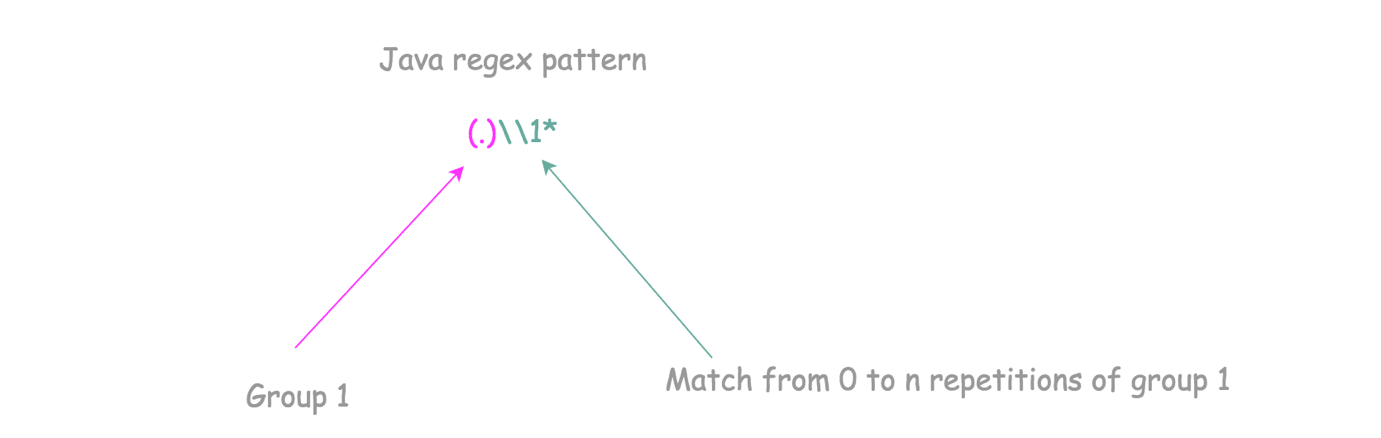 Java regex pattern
(.)\\1*
Match from 0 to n repetitions of group 1
Group 1